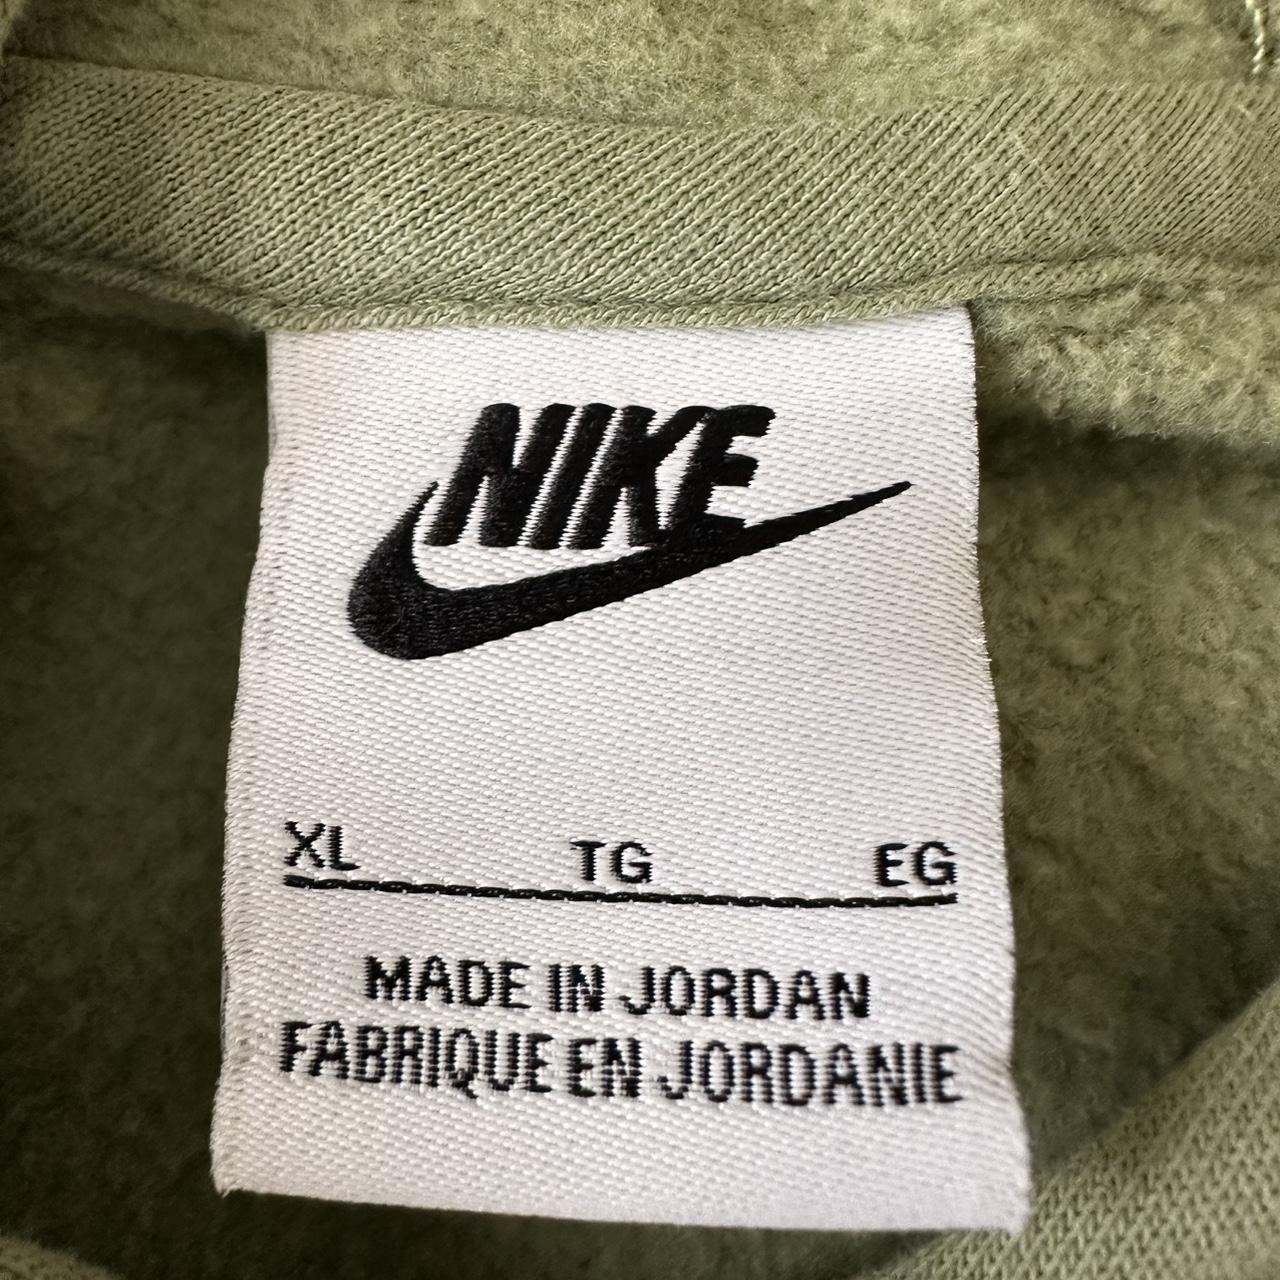 NIKE
XL TG EG
MADE IN JORDAN
FABRIQUE EN JORDANIE